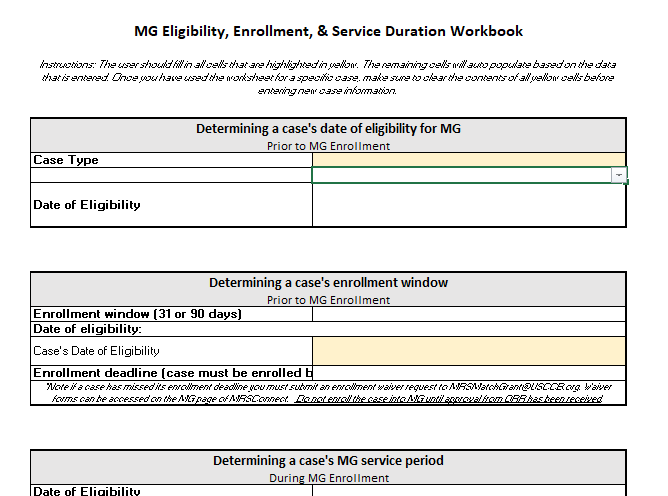 MG Eligibility, Enrollment, & Service Duration Workbook
Instructions: The user should fill in all cells that are highlighted in yellow. The remaining cells will auto populate based on the data
that is entered. Once you have used the worksheet for a specific case, make sure to clear the contents of all yellow cells before
entering new case information.
Determining a case's date of eligibility for MG
Prior to MG Enrollment
Case Type
Date of Eligibility
Determining a case's enrollment window
Prior to MG Enrollment
Enrollment window (31 or 90 days)
Date of eligibility:
Case's Date of Eligibility
Enrollment deadline (case must be enrolled b
*Note if a case has missed its enrollment deadline you must submit an enrollment waiver request to MRSMatchGrant@USCCB.org. Waiver
forms can be accessed on the MG page of MRSConnect. Do not enroll the case into MG until approval from ORR has been received.
Determining a case's MG service period
During MG Enrollment
Date of Eligibility